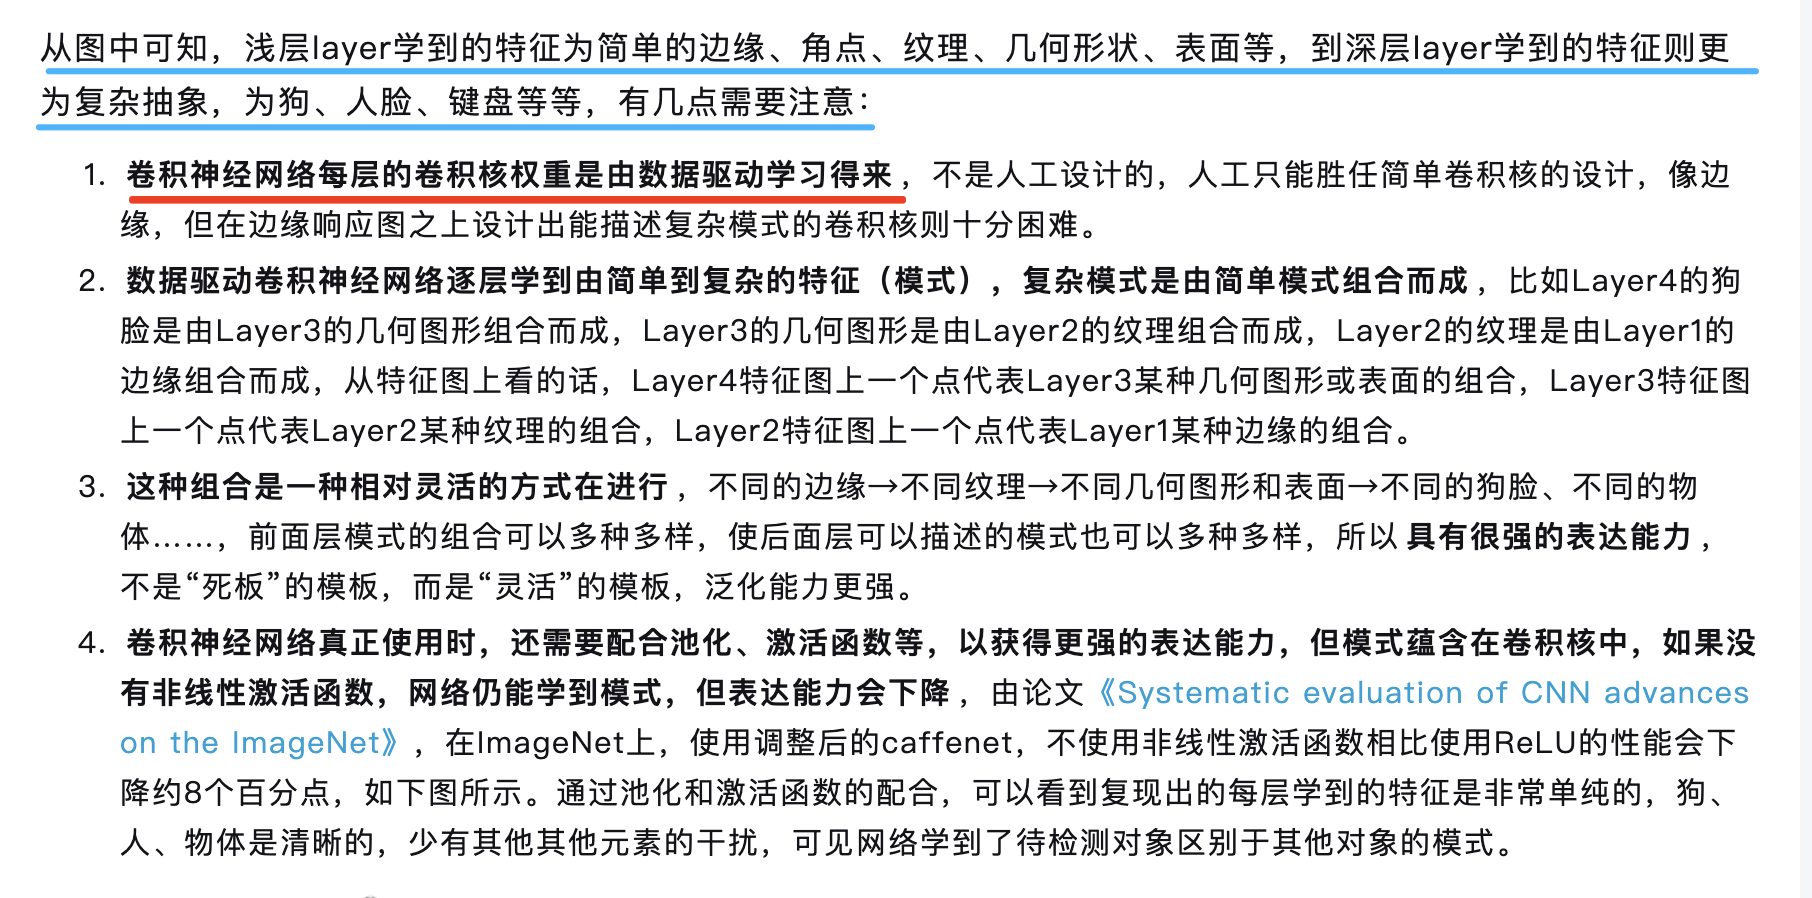 从图中可知，浅层layer学到的特征为简单的边缘、角点、纹理、几何形状、表面等，到深层layer学到的特征则更
为复杂抽象，为狗、人脸、键盘等等，有几点需要注意：
1. 卷积神经网络每层的卷积核权重是由数据驱动学习得来，不是人工设计的，人工只能胜任简单卷积核的设计，像边
缘，但在边缘响应图之上设计出能描述复杂模式的卷积核则十分困难。
2. 数据驱动卷积神经网络逐层学到由简单到复杂的特征（模式），复杂模式是由简单模式组合而成，比如Layer4的狗
脸是由Layer3的几何图形组合而成，Layer3的几何图形是由Layer2的纹理组合而成，Layer2的纹理是由Layer1的
边缘组合而成，从特征图上看的话，Layer4特征图上一个点代表Layer3某种几何图形或表面的组合，Layer3特征图
上一个点代表Layer2某种纹理的组合，Layer2特征图上一个点代表Layer1某种边缘的组合。
3. 这种组合是一种相对灵活的方式在进行，不同的边缘→不同纹理→不同几何图形和表面→不同的狗脸、不同的物
体……，前面层模式的组合可以多种多样，使后面层可以描述的模式也可以多种多样，所以具有很强的表达能力，
不是“死板”的模板，而是“灵活”的模板，泛化能力更强。
4. 卷积神经网络真正使用时，还需要配合池化、激活函数等，以获得更强的表达能力，但模式蕴含在卷积核中，如果没
有非线性激活函数，网络仍能学到模式，但表达能力会下降，由论文《Systematic evaluation of CNN advances
on the ImageNet》，在ImageNet上，使用调整后的caffenet，不使用非线性激活函数相比使用ReLU的性能会下
降约8个百分点，如下图所示。通过池化和激活函数的配合，可以看到复现出的每层学到的特征是非常单纯的，狗、
人、物体是清晰的，少有其他其他元素的干扰，可见网络学到了待检测对象区别于其他对象的模式。